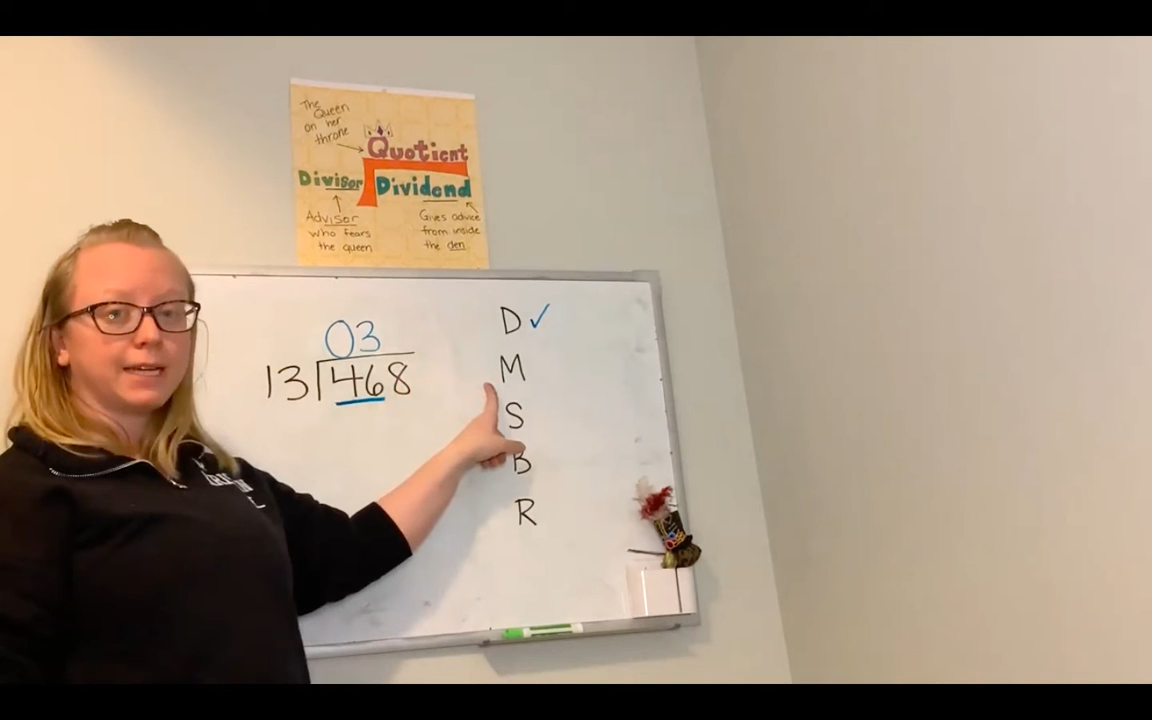 The
Queen
on her
throne
Quotient
Divisor
Dividend
Advisor
who fears
the queen
Gives advice
from inside
the den
03
13 468
D ✓
M
S
B
R